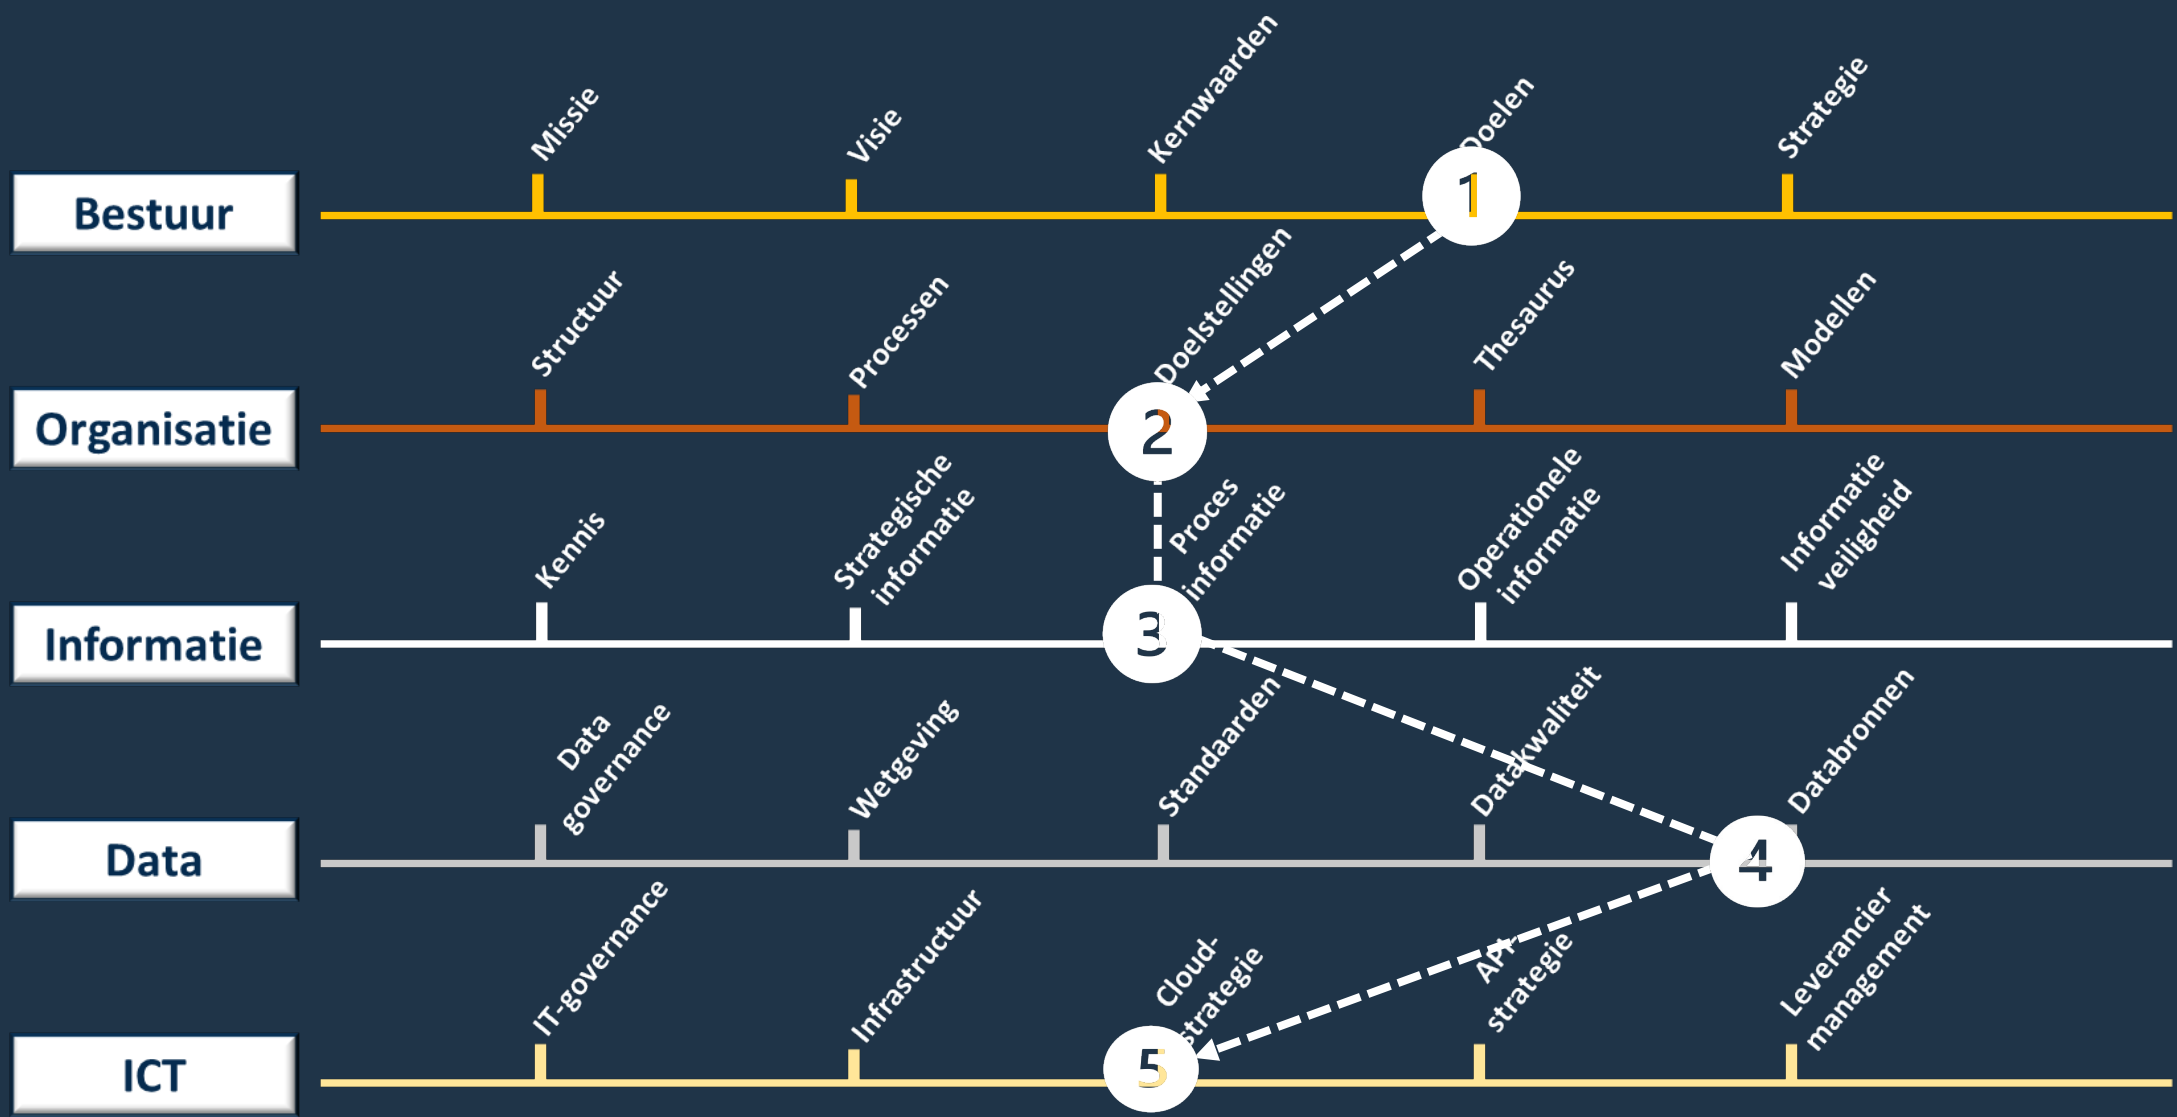 Missie
Visie
Kernwaarden
Doelen
Strategie
Bestuur
1
Structuur
Processen
Doelstellingen
Thesaurus
Modellen
Organisatie
2
Kennis
Strategische
informatie
Proces
informatie
Operationele
informatie
Informatie
veiligheid
Informatie
3
Data
governance
Wetgeving
Standaarden
Datakwaliteit
Databronnen
Data
4
IT-governance
Infrastructuur
Cloud-
strategie
API-
strategie
Leverancier
management
ICT
5